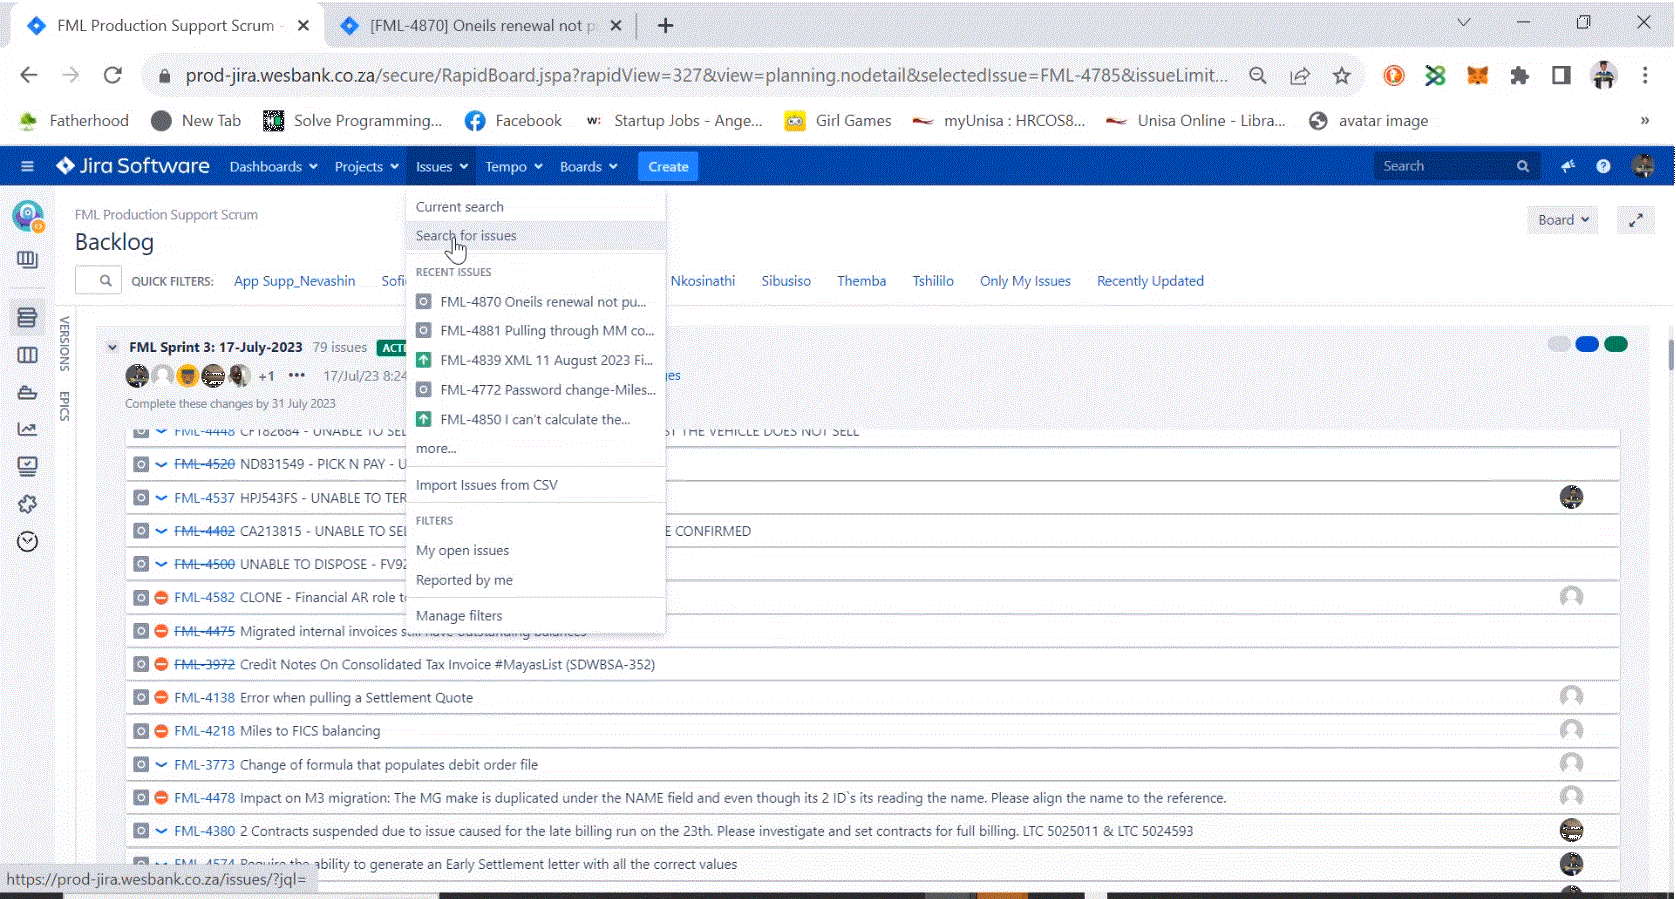 FML Production Support Scrum -
[FML-4870] Oneils renewal not p
prod-jira.wesbank.co.za/secure/RapidBoard.jspa?rapidView=327&view=planning.nodetail&selectedIssue=FML-4785&issueLimit...
Fatherhood New Tab Solve Programming... Facebook w: Startup Jobs - Ange... Girl Games myUnisa : HRCOS8... Unisa Online - Libra... avatar image »
Jira Software Dashboards Projects Issues Tempo Boards Create Search
Current search
Search for issues
RECENT ISSUES
FML-4870 Oneils renewal not pu...
FML-4881 Pulling through MM co...
FML-4839 XML 11 August 2023 Fi...
FML-4772 Password change-Miles...
FML-4850 I can't calculate the...
more...
Import Issues from CSV
FILTERS
My open issues
Reported by me
Manage filters
FML Production Support Scrum
Backlog
Board
QUICK FILTERS: App Supp_Nevashin Sofi Nkosinathi Sibusiso Themba Tshililo Only My Issues Recently Updated
VERSIONS
EPICS
FML Sprint 3: 17-July-2023 79 issues ACTI
+1 ••• 17/Jul/23 8:24 es
Complete these changes by 31 July 2023
FML-4448 CF182684 - UNABLE TO SEL ST THE VEHICLE DOES NOT SELL
FML-4520 ND831549 - PICK N PAY - U
FML-4537 HPJ543FS - UNABLE TO TER
FML-4482 CA213815 - UNABLE TO SEL E CONFIRMED
FML-4500 UNABLE TO DISPOSE - FV92
FML-4582 CLONE - Financial AR role t
FML-4475 Migrated internal invoices still have outstanding balances
FML-3972 Credit Notes On Consolidated Tax Invoice #MayasList (SDWBSA-352)
FML-4138 Error when pulling a Settlement Quote
FML-4218 Miles to FICS balancing
FML-3773 Change of formula that populates debit order file
FML-4478 Impact on M3 migration: The MG make is duplicated under the NAME field and even though its 2 ID`s its reading the name. Please align the name to the reference.
FML-4380 2 Contracts suspended due to issue caused for the late billing run on the 23th. Please investigate and set contracts for full billing. LTC 5025011 & LTC 5024593
FML-4574 Require the ability to generate an Early Settlement letter with all the correct values
https://prod-jira.wesbank.co.za/issues/?jql=